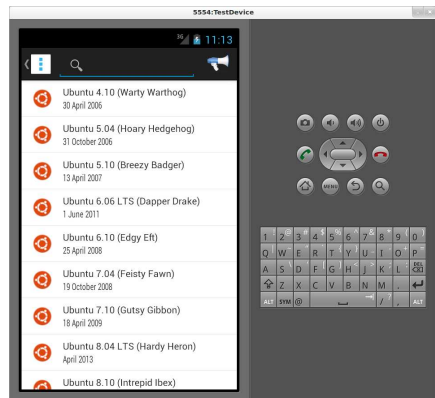 5554:TestDevice
3G 11:13
Ubuntu 4.10 (Warty Warthog)
30 April 2006
Ubuntu 5.04 (Hoary Hedgehog)
31 October 2006
Ubuntu 5.10 (Breezy Badger)
13 April 2007
Ubuntu 6.06 LTS (Dapper Drake)
1 June 2011
Ubuntu 6.10 (Edgy Eft)
25 April 2008
Ubuntu 7.04 (Feisty Fawn)
19 October 2008
Ubuntu 7.10 (Gutsy Gibbon)
18 April 2009
Ubuntu 8.04 LTS (Hardy Heron)
April 2013
Ubuntu 8.10 (Intrepid Ibex)
MENU
1 2 @ 3 # 4 $ 5 % 6 ^ 7 & 8 * 9 ( 0 )
Q W E R T Y U I O P
A S D F G H J K L DEL
Z X C V B N M .
ALT SYM @ / ? , ALT